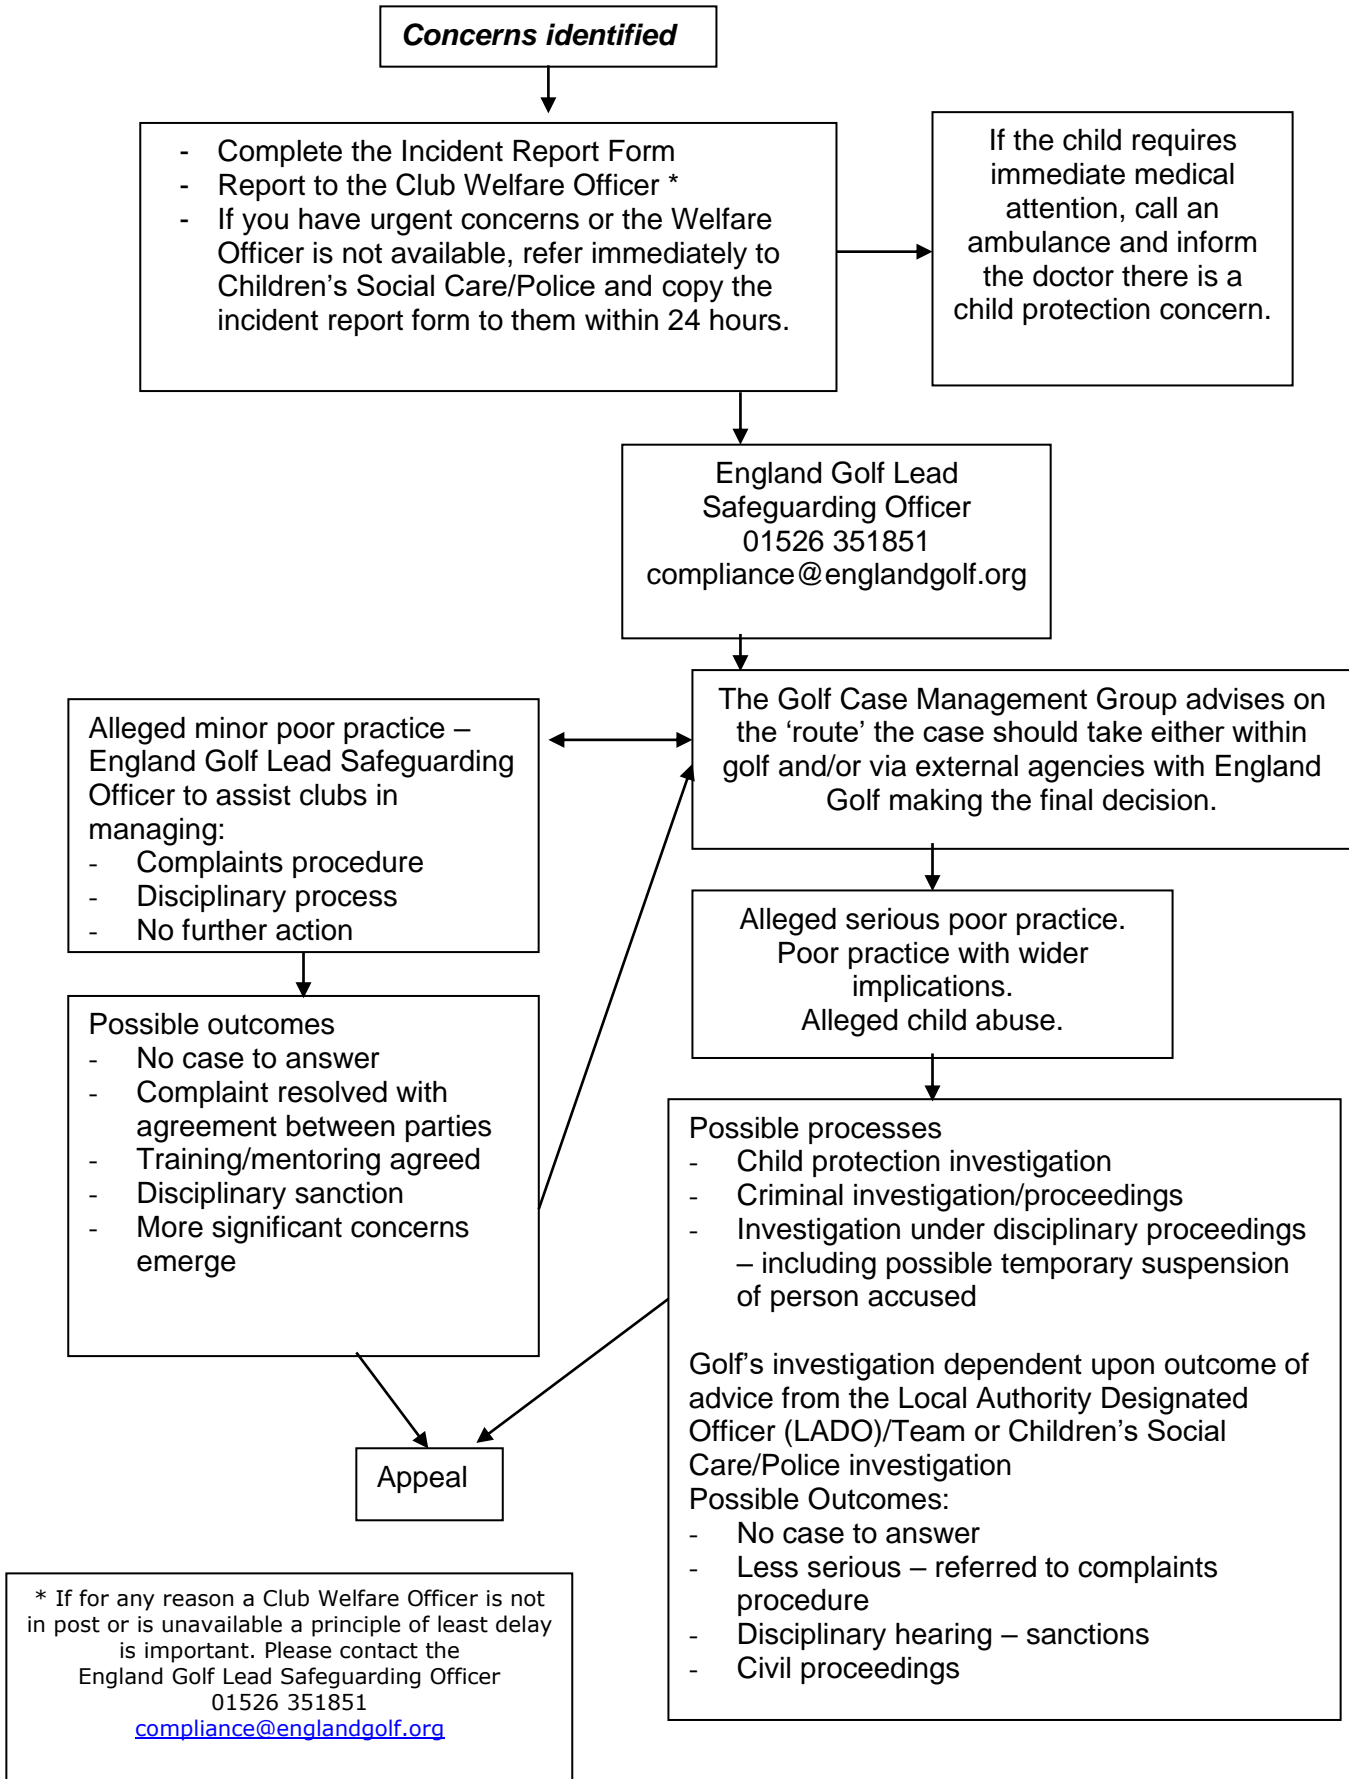 Concerns identified
- Complete the Incident Report Form
- Report to the Club Welfare Officer *
- If you have urgent concerns or the Welfare
Officer is not available, refer immediately to
Children’s Social Care/Police and copy the
incident report form to them within 24 hours.
If the child requires
immediate medical
attention, call an
ambulance and inform
the doctor there is a
child protection concern.
England Golf Lead
Safeguarding Officer
01526 351851
compliance@englandgolf.org
The Golf Case Management Group advises on
the ‘route’ the case should take either within
golf and/or via external agencies with England
Golf making the final decision.
Alleged minor poor practice –
England Golf Lead Safeguarding
Officer to assist clubs in
managing:
- Complaints procedure
- Disciplinary process
- No further action
Alleged serious poor practice.
Poor practice with wider
implications.
Alleged child abuse.
Possible outcomes
- No case to answer
- Complaint resolved with
agreement between parties
- Training/mentoring agreed
- Disciplinary sanction
- More significant concerns
emerge
Possible processes
- Child protection investigation
- Criminal investigation/proceedings
- Investigation under disciplinary proceedings
– including possible temporary suspension
of person accused
Golf’s investigation dependent upon outcome of
advice from the Local Authority Designated
Officer (LADO)/Team or Children’s Social
Care/Police investigation
Possible Outcomes:
- No case to answer
- Less serious – referred to complaints
procedure
- Disciplinary hearing – sanctions
- Civil proceedings
Appeal
* If for any reason a Club Welfare Officer is not
in post or is unavailable a principle of least delay
is important. Please contact the
England Golf Lead Safeguarding Officer
01526 351851
compliance@englandgolf.org